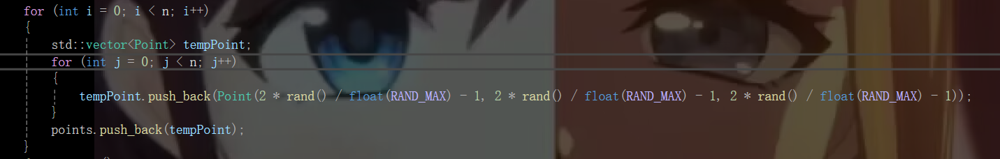 for (int i = 0; i < n; i++)
{
std::vector<Point> tempPoint;
for (int j = 0; j < n; j++)
{
tempPoint.push_back(Point(2 * rand() / float(RAND_MAX) - 1, 2 * rand() / float(RAND_MAX) - 1, 2 * rand() / float(RAND_MAX) - 1));
}
points.push_back(tempPoint);
}